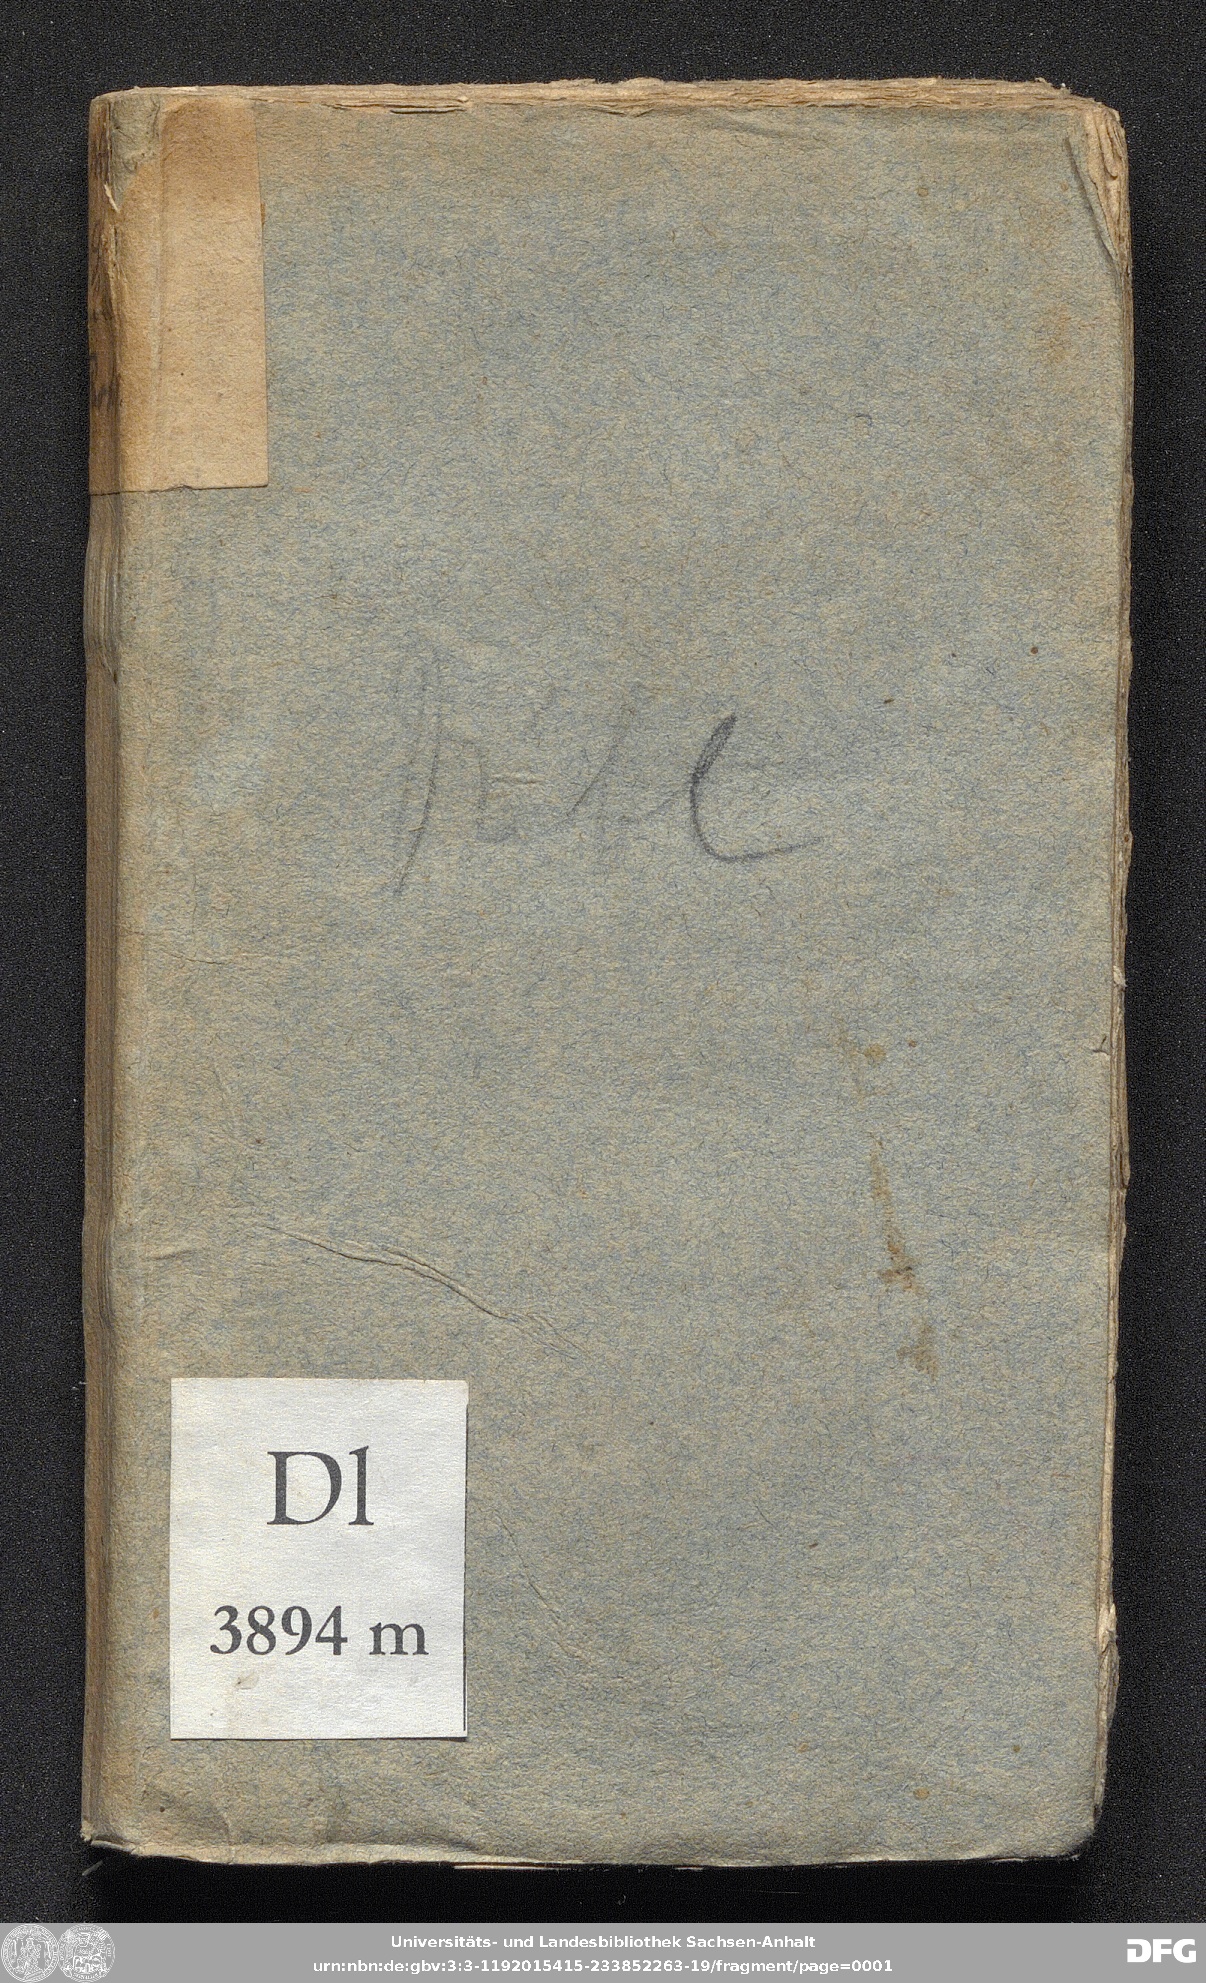 Dl
3894 m
Universitäts- und Landesbibliothek Sachsen-Anhalt
urn:nbn:de:gbv:3:3-1192015415-233852263-19/fragment/page=0001
DFG